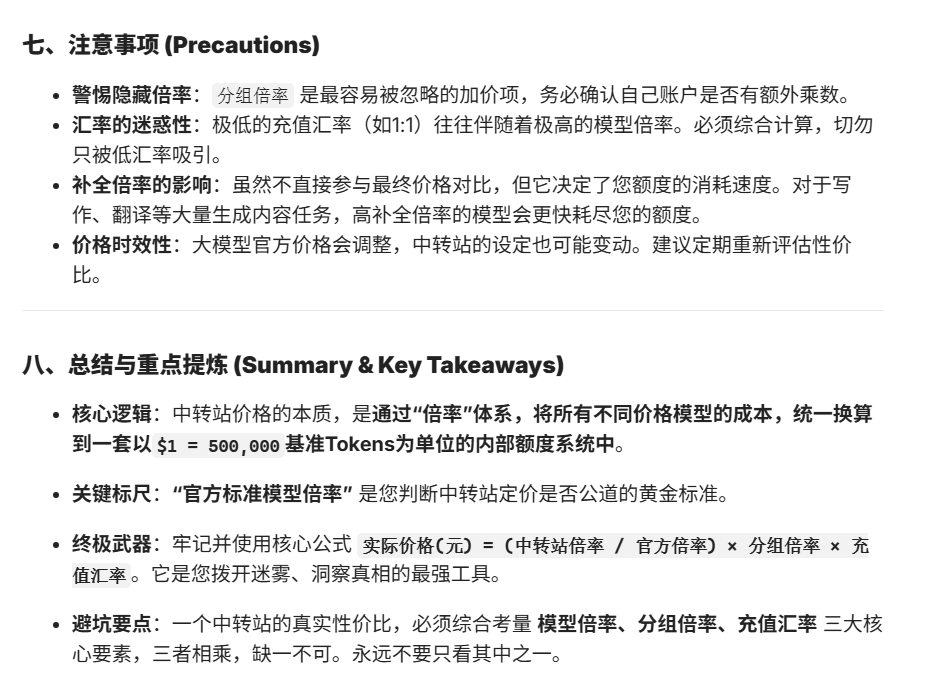 七、注意事项 (Precautions)
警惕隐藏倍率：分组倍率 是最容易被忽略的加价项，务必确认自己账户是否有额外乘数。
汇率的迷惑性：极低的充值汇率（如1:1）往往伴随着极高的模型倍率。必须综合计算，切勿
只被低汇率吸引。
补全倍率的影响：虽然不直接参与最终价格对比，但它决定了您额度的消耗速度。对于写
作、翻译等大量生成内容任务，高补全倍率的模型会更快耗尽您的额度。
价格时效性：大模型官方价格会调整，中转站的设定也可能变动。建议定期重新评估性价
比。
八、总结与重点提炼 (Summary & Key Takeaways)
核心逻辑：中转站价格的本质，是通过“倍率”体系，将所有不同价格模型的成本，统一换算
到一套以 $1 = 500,000 基准Tokens为单位的内部额度系统中。
关键标尺：“官方标准模型倍率” 是您判断中转站定价是否公道的黄金标准。
终极武器：牢记并使用核心公式 实际价格(元) = (中转站倍率 / 官方倍率) × 分组倍率 × 充
值汇率 。它是您拨开迷雾、洞察真相的最强工具。
避坑要点：一个中转站的真实性价比，必须综合考量 模型倍率、分组倍率、充值汇率 三大核
心要素，三者相乘，缺一不可。永远不要只看其中之一。